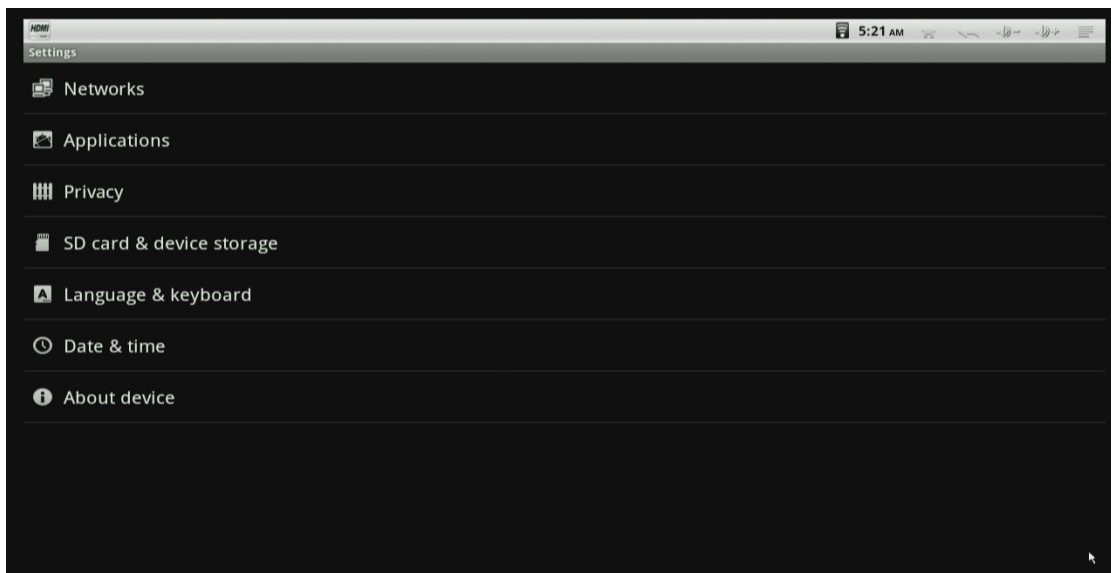 HDMI
5:21 AM
Settings
Networks
Applications
Privacy
SD card & device storage
Language & keyboard
Date & time
About device